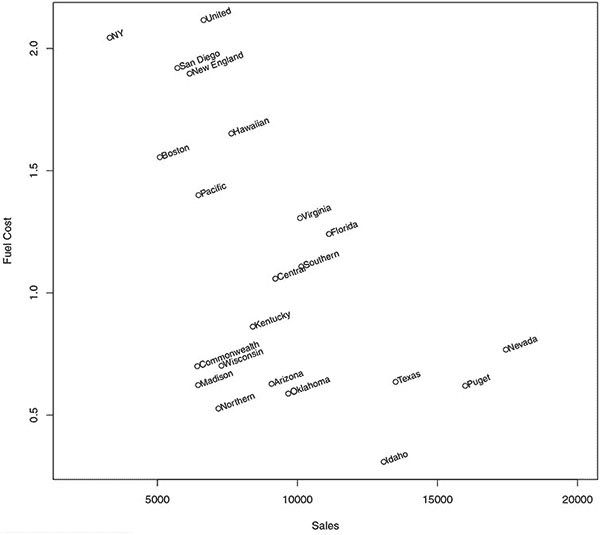 United
NY
San Diego
New England
Hawaiian
Boston
Pacific
Virginia
Florida
Southern
Central
Kentucky
Nevada
Commonwealth
Wisconsin
Madison
Arizona
Texas
Puget
Oklahoma
Northern
Idaho
2.0
1.5
1.0
0.5
Fuel Cost
5000
10000
15000
20000
Sales